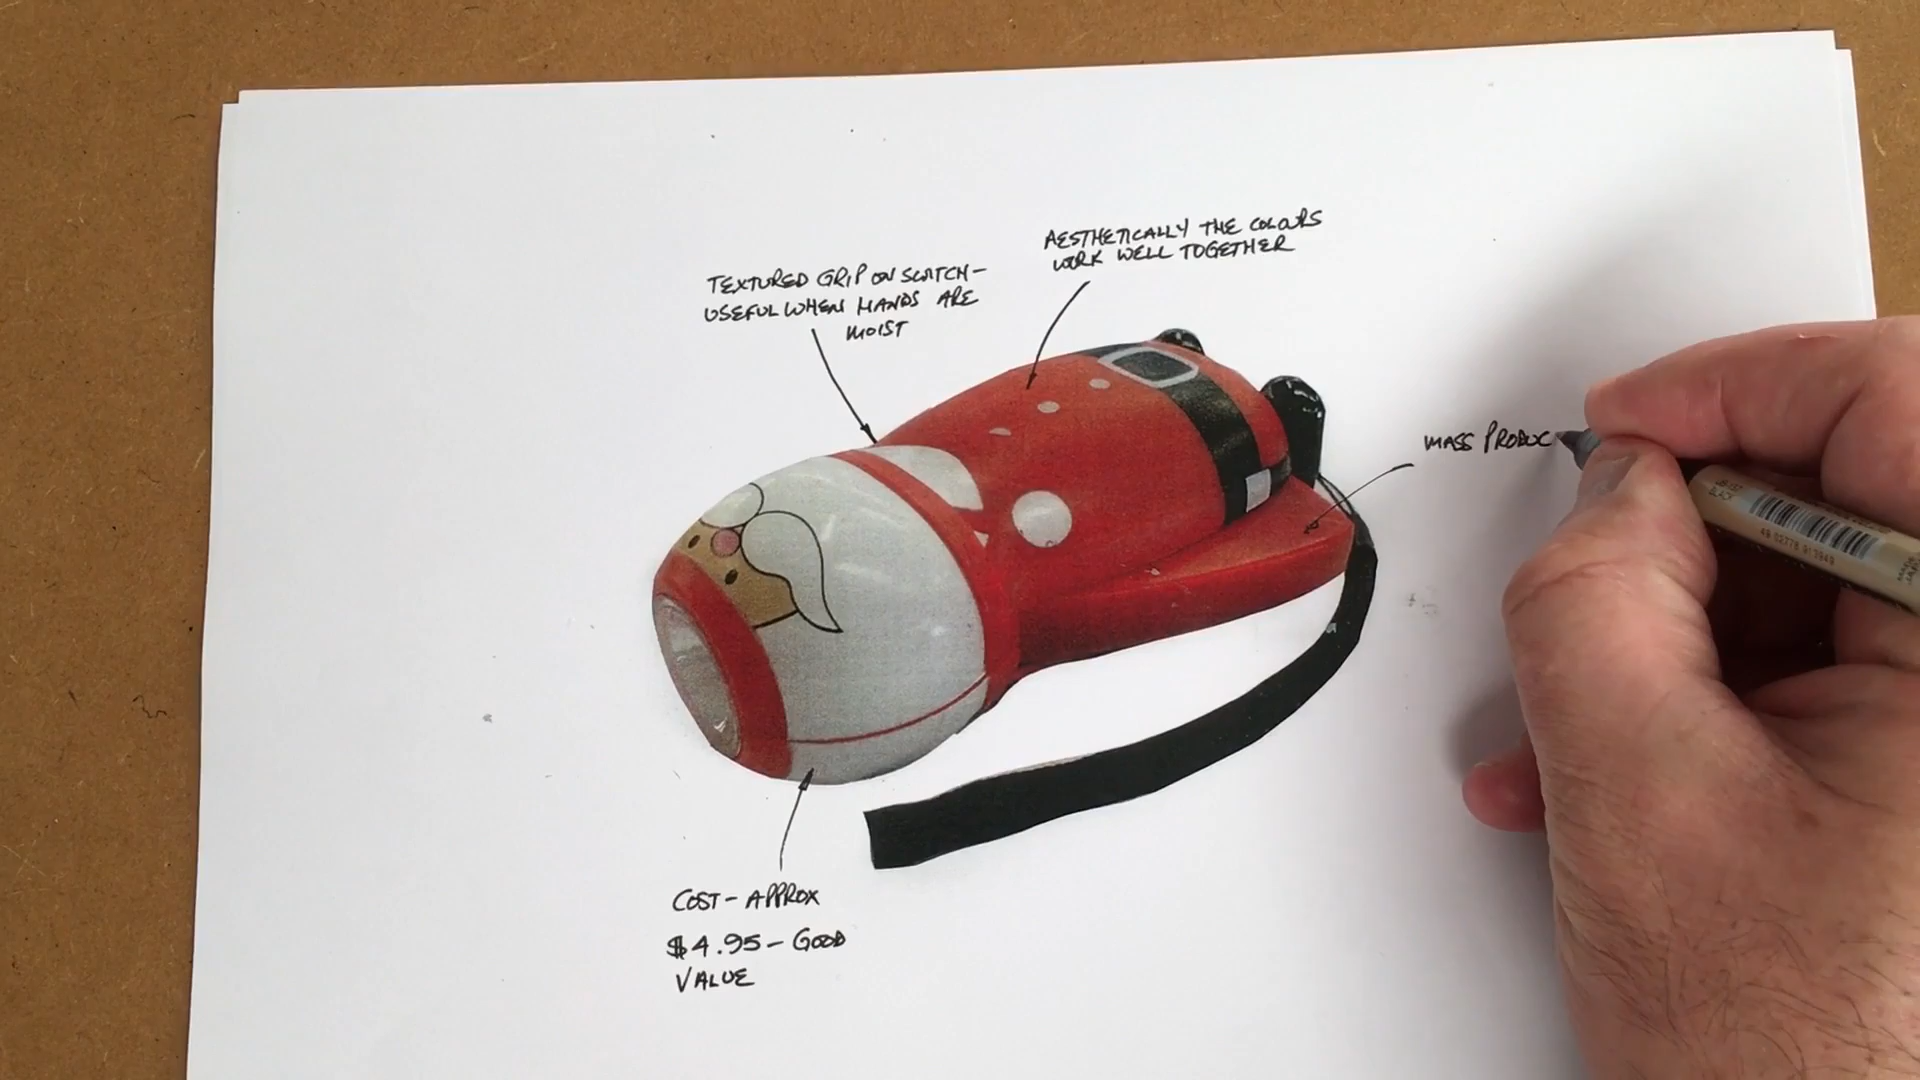 AESTHETICALLY THE COLOURS
WORK WELL TOGETHER
TEXTURED GRIP ON SWITCH-
USEFUL WHEN HANDS ARE
MOIST
MASS PRODUC
COST - APPROX
$4.95 - GOOD
VALUE
BLACK